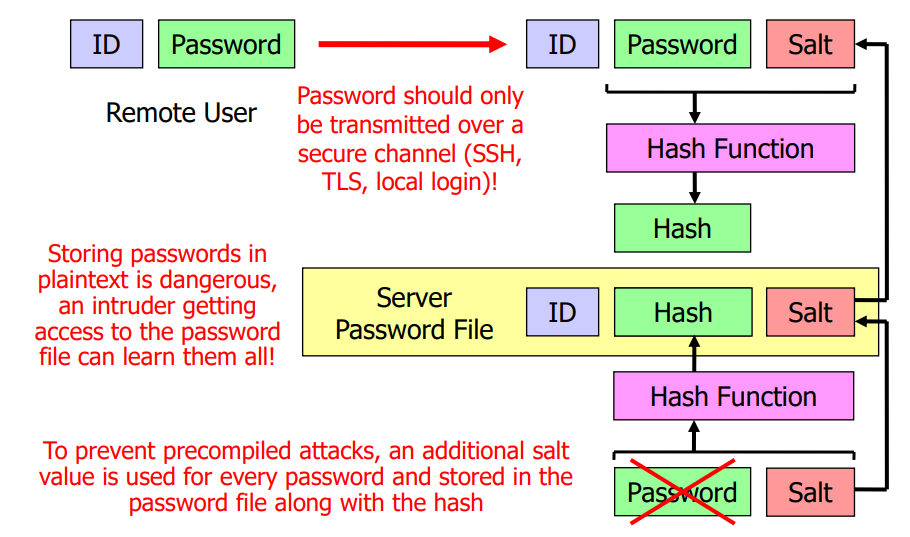 ID Password ID Password Salt
Remote User
Password should only
be transmitted over a
secure channel (SSH,
TLS, local login)!
Hash Function
Hash
Storing passwords in
plaintext is dangerous,
an intruder getting
access to the password
file can learn them all!
Server
Password File
ID Hash Salt
Hash Function
To prevent precompiled attacks, an additional salt
value is used for every password and stored in the
password file along with the hash
Password Salt